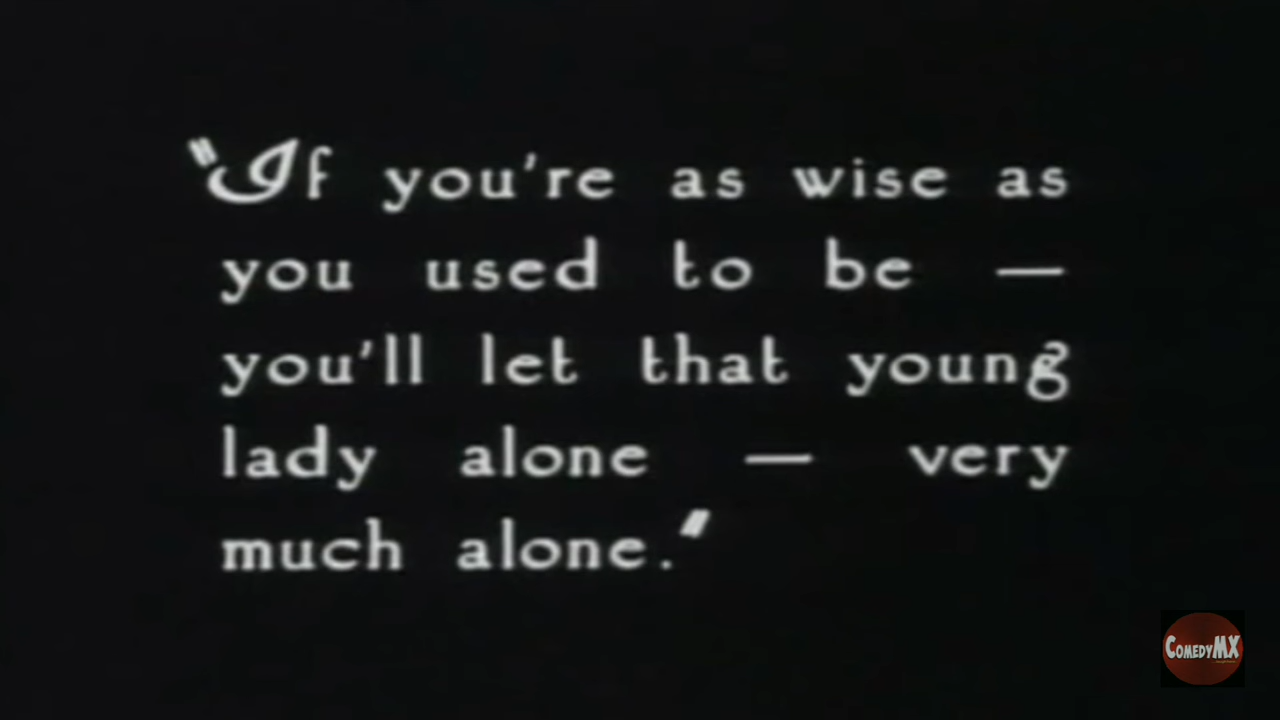 "If you're as wise as
you used to be —
you'll let that young
lady alone — very
much alone."
COMEDYMX